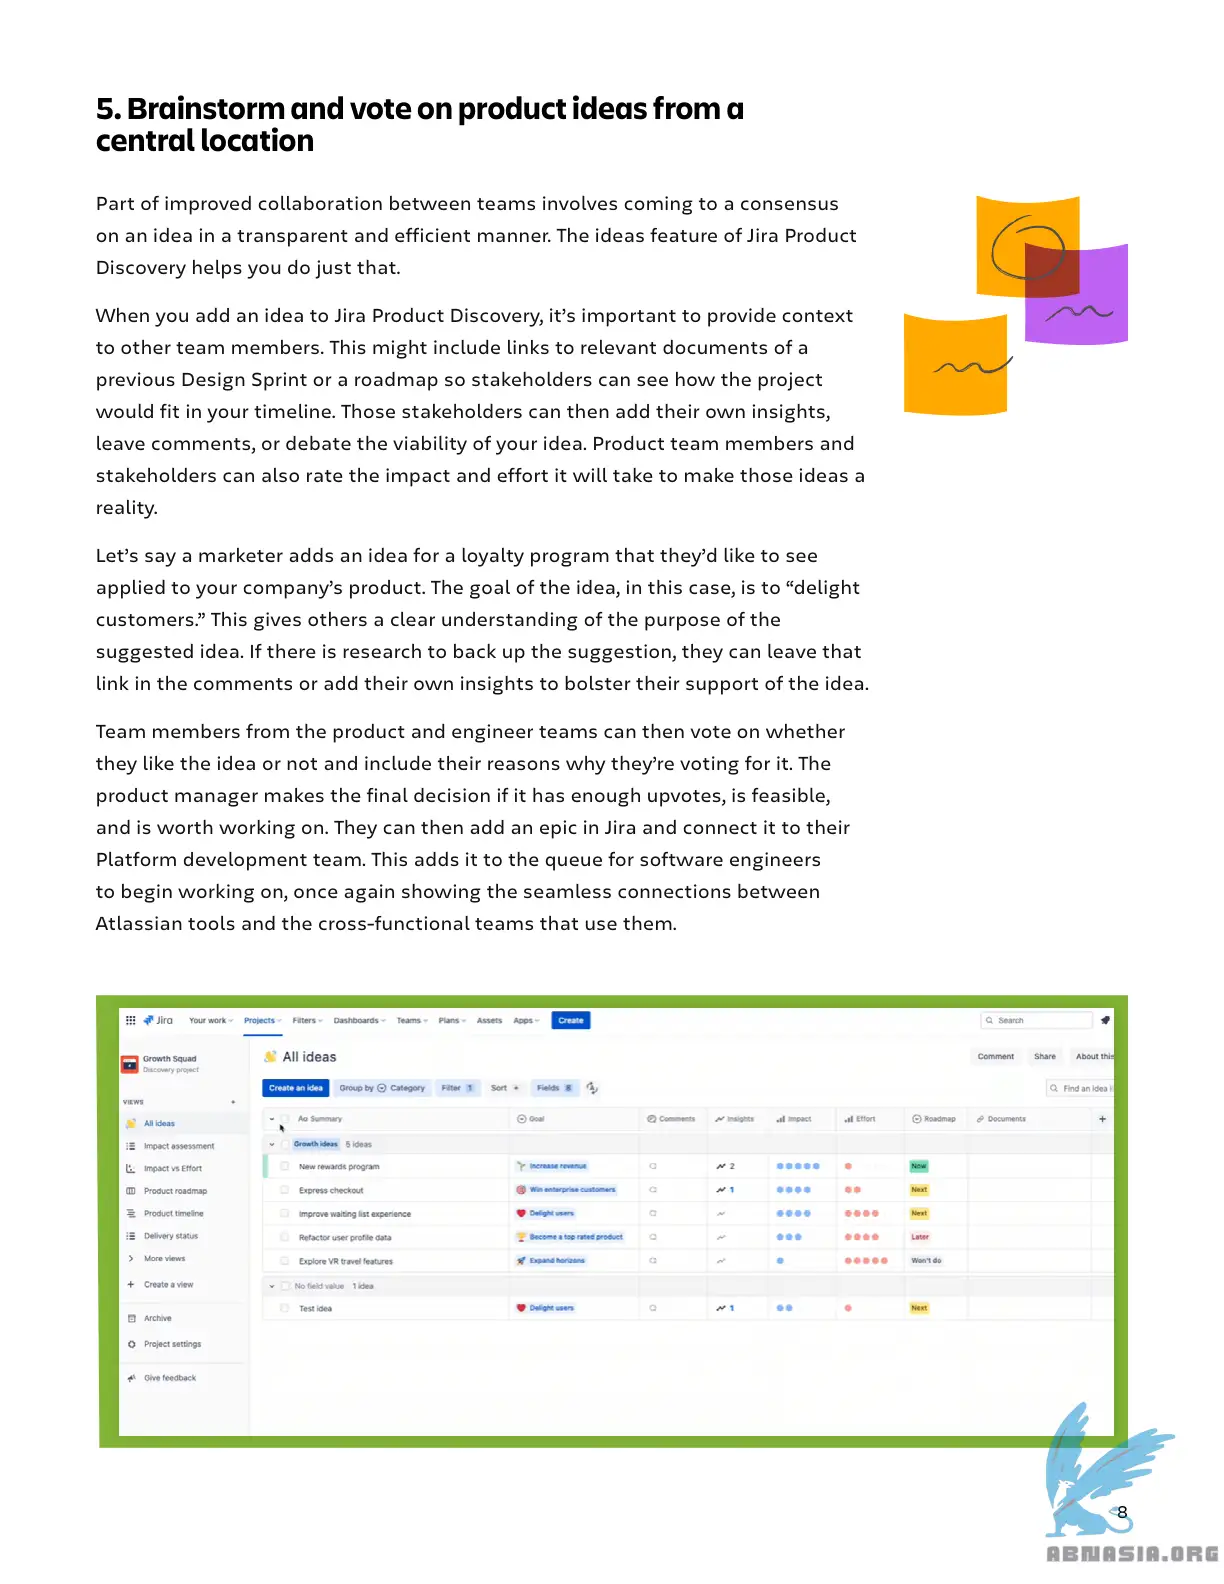 5. Brainstorm and vote on product ideas from a
central location
Part of improved collaboration between teams involves coming to a consensus
on an idea in a transparent and efficient manner. The ideas feature of Jira Product
Discovery helps you do just that.
When you add an idea to Jira Product Discovery, it's important to provide context
to other team members. This might include links to relevant documents of a
previous Design Sprint or a roadmap so stakeholders can see how the project
would fit in your timeline. Those stakeholders can then add their own insights,
leave comments, or debate the viability of your idea. Product team members and
stakeholders can also rate the impact and effort it will take to make those ideas a
reality.
Let's say a marketer adds an idea for a loyalty program that they'd like to see
applied to your company's product. The goal of the idea, in this case, is to “delight
customers.” This gives others a clear understanding of the purpose of the
suggested idea. If there is research to back up the suggestion, they can leave that
link in the comments or add their own insights to bolster their support of the idea.
Team members from the product and engineer teams can then vote on whether
they like the idea or not and include their reasons why they're voting for it. The
product manager makes the final decision if it has enough upvotes, is feasible,
and is worth working on. They can then add an epic in Jira and connect it to their
Platform development team. This adds it to the queue for software engineers
to begin working on, once again showing the seamless connections between
Atlassian tools and the cross-functional teams that use them.
Jira Your work Projects Filters Dashboards Teams Plans Assets Apps Create Search
Growth Squad
Discovery project
VIEWS
All ideas
Impact assessment
Impact vs Effort
Product roadmap
Product timeline
Delivery status
More views
Create a view
Archive
Project settings
Give feedback
All ideas Comment Share About this
Create an idea Group by Category Filter 1 Sort Fields 8 Find an idea i
Aa Summary Goal Comments Insights Impact Effort Roadmap Documents
Growth ideas 5 ideas
New rewards program Increase revenue 2 Now
Express checkout Win enterprise customers 1 Next
Improve waiting list experience Delight users Next
Refactor user profile data Become a top rated product Later
Explore VR travel features Expand horizons Won't do
No field value 1 idea
Test idea Delight users 1 Next
8
ABNASIA.ORG